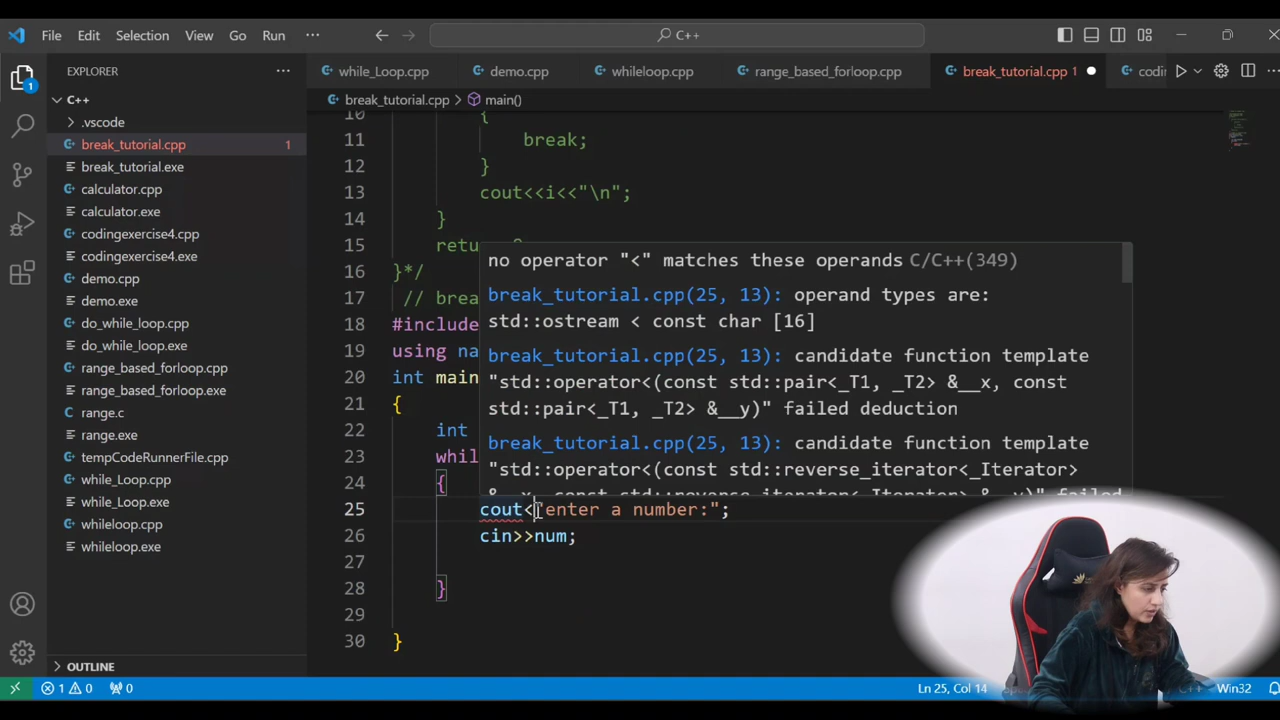 File Edit Selection View Go Run ··· C++
EXPLORER ··· while_Loop.cpp demo.cpp whileloop.cpp range_based_forloop.cpp break_tutorial.cpp 1
C++
break_tutorial.cpp > main()
.vscode
break_tutorial.cpp 1
break_tutorial.exe
calculator.cpp
calculator.exe
codingexercise4.cpp
codingexercise4.exe
demo.cpp
demo.exe
do_while_loop.cpp
do_while_loop.exe
range_based_forloop.cpp
range_based_forloop.exe
range.c
range.exe
tempCodeRunnerFile.cpp
while_Loop.cpp
while_Loop.exe
whileloop.cpp
whileloop.exe
OUTLINE
10 {
11 break;
12 }
13 cout<<i<<"\n";
14 }
15
16 }*/
17 //
18 #include
19 using
20 int main
21 {
22 int
23
24 {
25 cout<"enter a number:";
26 cin>>num;
27
28 }
29
30 }
no operator "<" matches these operands C/C++(349)
break_tutorial.cpp(25, 13): operand types are:
std::ostream < const char [16]
break_tutorial.cpp(25, 13): candidate function template
"std::operator<(const std::pair<_T1, _T2> &__x, const
std::pair<_T1, _T2> &__y)" failed deduction
break_tutorial.cpp(25, 13): candidate function template
"std::operator<(const std::reverse_iterator<_Iterator>
1 0 0 Ln 25, Col 14 Win32